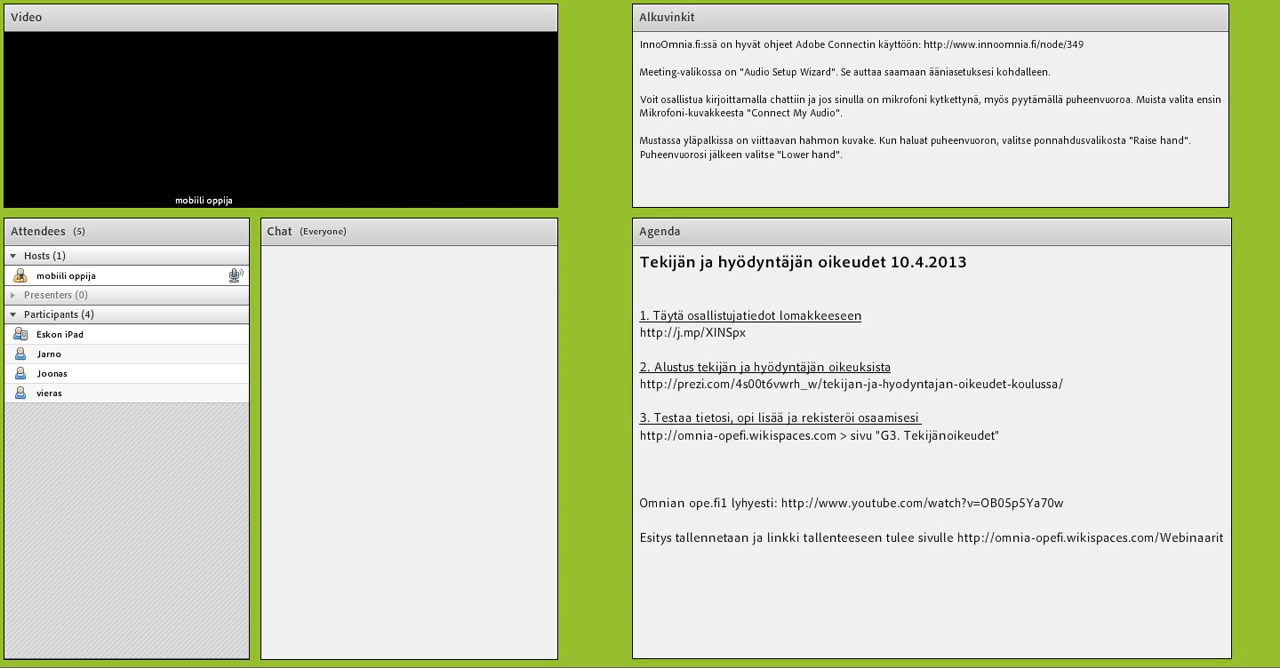 Video
mobiili oppija
Alkuvinkit
InnoOmnia.fi:ssä on hyvät ohjeet Adobe Connectin käyttöön: http://www.innoomnia.fi/node/349
Meeting-valikossa on "Audio Setup Wizard". Se auttaa saamaan ääniasetuksesi kohdalleen.
Voit osallistua kirjoittamalla chattiin ja jos sinulla on mikrofoni kytkettynä, myös pyytämällä puheenvuoroa. Muista valita ensin
Mikrofoni-kuvakkeesta "Connect My Audio".
Mustassa yläpalkissa on viittaavan hahmon kuvake. Kun haluat puheenvuoron, valitse ponnahdusvalikosta "Raise hand".
Puheenvuorosi jälkeen valitse "Lower hand".
Attendees (5)
Hosts (1)
mobiili oppija
Presenters (0)
Participants (4)
Eskon iPad
Jarno
Joonas
vieras
Chat (Everyone)
Agenda
Tekijän ja hyödyntäjän oikeudet 10.4.2013
1. Täytä osallistujatiedot lomakkeeseen
http://j.mp/XINSpx
2. Alustus tekijän ja hyödyntäjän oikeuksista
http://prezi.com/4s00t6vwrh_w/tekijan-ja-hyodyntajan-oikeudet-koulussa/
3. Testaa tietosi, opi lisää ja rekisteröi osaamisesi
http://omnia-opefi.wikispaces.com > sivu "G3. Tekijänoikeudet"
Omnian ope.fi1 lyhyesti: http://www.youtube.com/watch?v=OB05p5Ya70w
Esitys tallennetaan ja linkki tallenteeseen tulee sivulle http://omnia-opefi.wikispaces.com/Webinaarit